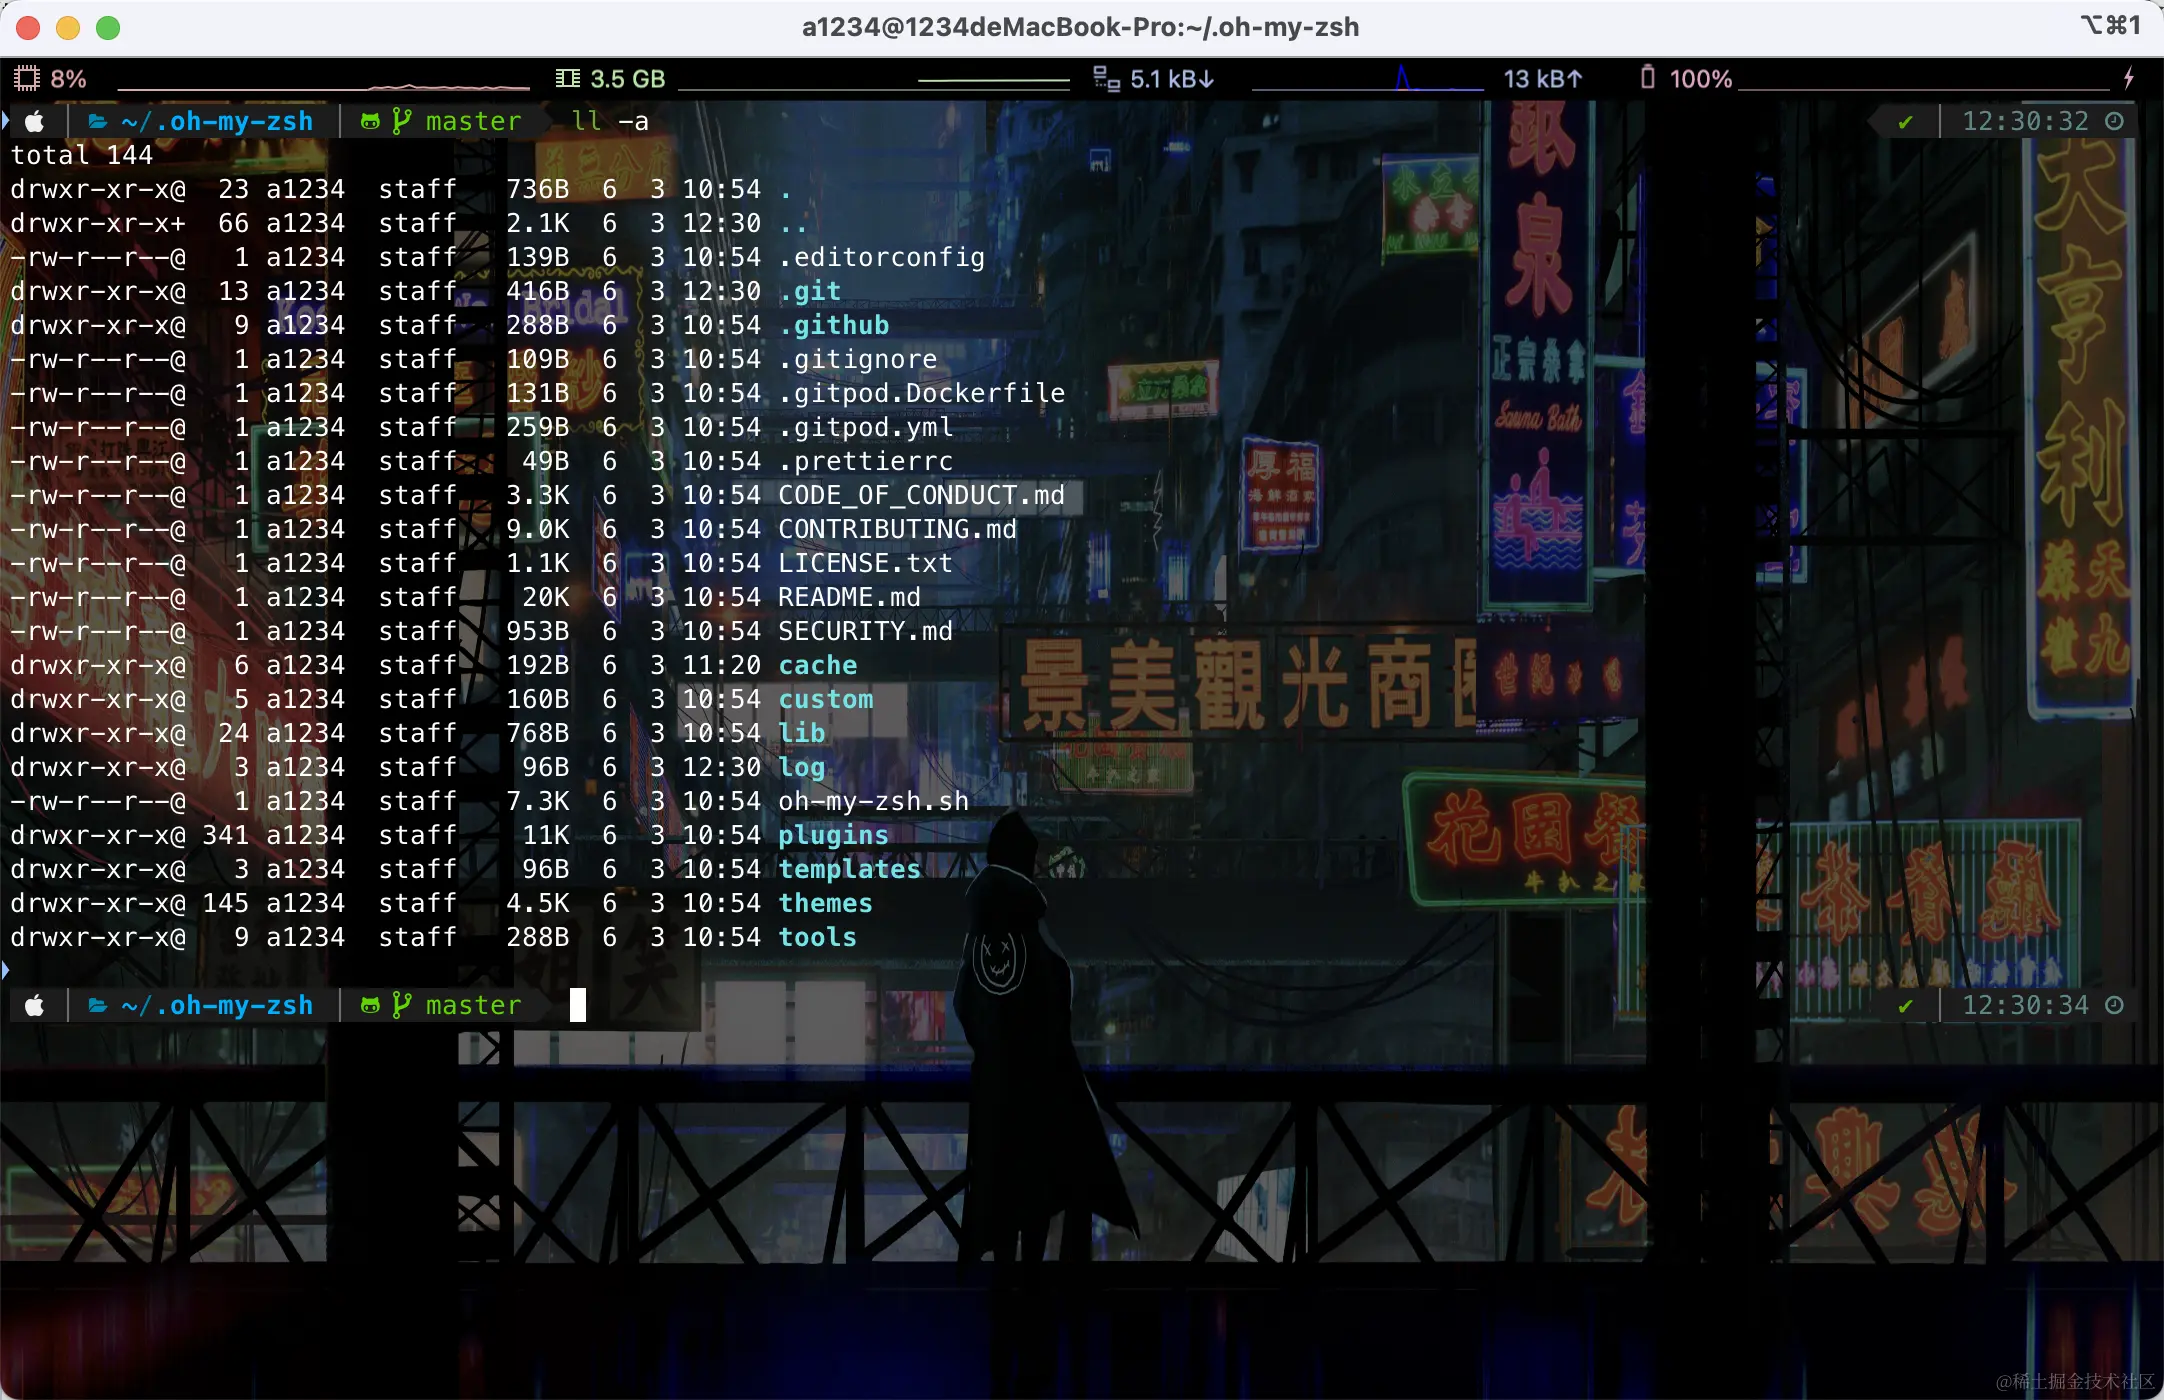 a1234@1234deMacBook-Pro:~/.oh-my-zsh ⌥⌘1
8% 3.5 GB 5.1 kB↓ 13 kB↑ 100%
~/.oh-my-zsh master ll -a ✔ 12:30:32
total 144
drwxr-xr-x@ 23 a1234 staff 736B 6 3 10:54 .
drwxr-xr-x+ 66 a1234 staff 2.1K 6 3 12:30 ..
-rw-r--r--@ 1 a1234 staff 139B 6 3 10:54 .editorconfig
drwxr-xr-x@ 13 a1234 staff 416B 6 3 12:30 .git
drwxr-xr-x@ 9 a1234 staff 288B 6 3 10:54 .github
-rw-r--r--@ 1 a1234 staff 109B 6 3 10:54 .gitignore
-rw-r--r--@ 1 a1234 staff 131B 6 3 10:54 .gitpod.Dockerfile
-rw-r--r--@ 1 a1234 staff 259B 6 3 10:54 .gitpod.yml
-rw-r--r--@ 1 a1234 staff 49B 6 3 10:54 .prettierrc
-rw-r--r--@ 1 a1234 staff 3.3K 6 3 10:54 CODE_OF_CONDUCT.md
-rw-r--r--@ 1 a1234 staff 9.0K 6 3 10:54 CONTRIBUTING.md
-rw-r--r--@ 1 a1234 staff 1.1K 6 3 10:54 LICENSE.txt
-rw-r--r--@ 1 a1234 staff 20K 6 3 10:54 README.md
-rw-r--r--@ 1 a1234 staff 953B 6 3 10:54 SECURITY.md
drwxr-xr-x@ 6 a1234 staff 192B 6 3 11:20 cache
drwxr-xr-x@ 5 a1234 staff 160B 6 3 10:54 custom
drwxr-xr-x@ 24 a1234 staff 768B 6 3 10:54 lib
drwxr-xr-x@ 3 a1234 staff 96B 6 3 12:30 log
-rw-r--r--@ 1 a1234 staff 7.3K 6 3 10:54 oh-my-zsh.sh
drwxr-xr-x@ 341 a1234 staff 11K 6 3 10:54 plugins
drwxr-xr-x@ 3 a1234 staff 96B 6 3 10:54 templates
drwxr-xr-x@ 145 a1234 staff 4.5K 6 3 10:54 themes
drwxr-xr-x@ 9 a1234 staff 288B 6 3 10:54 tools
~/.oh-my-zsh master ✔ 12:30:34
銀泉
正宗桑拿
Sauna Bath
大亨利
厚福
景美觀光商
Bridal
花園餐
@稀土掘金技术社区